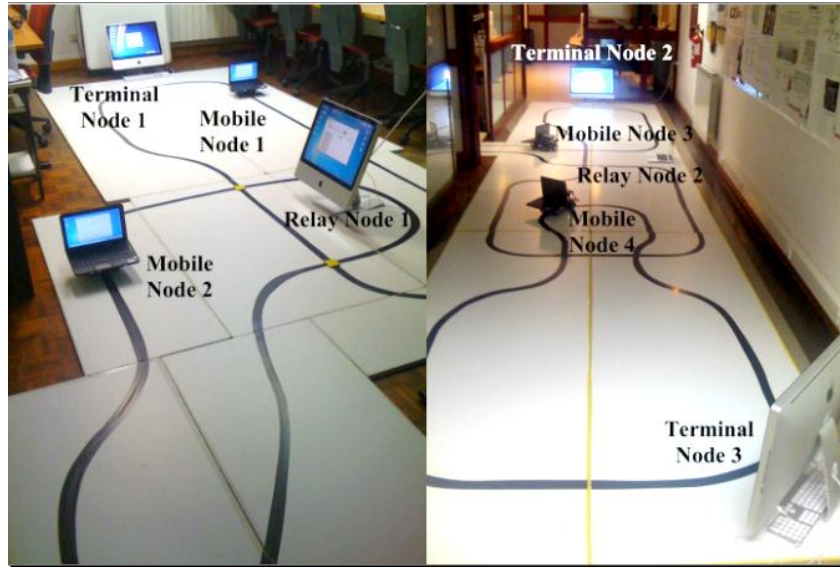 Terminal
Node 1
Mobile
Node 1
Relay Node 1
Mobile
Node 2
Terminal Node 2
Mobile Node 3
Relay Node 2
Mobile
Node 4
Terminal
Node 3